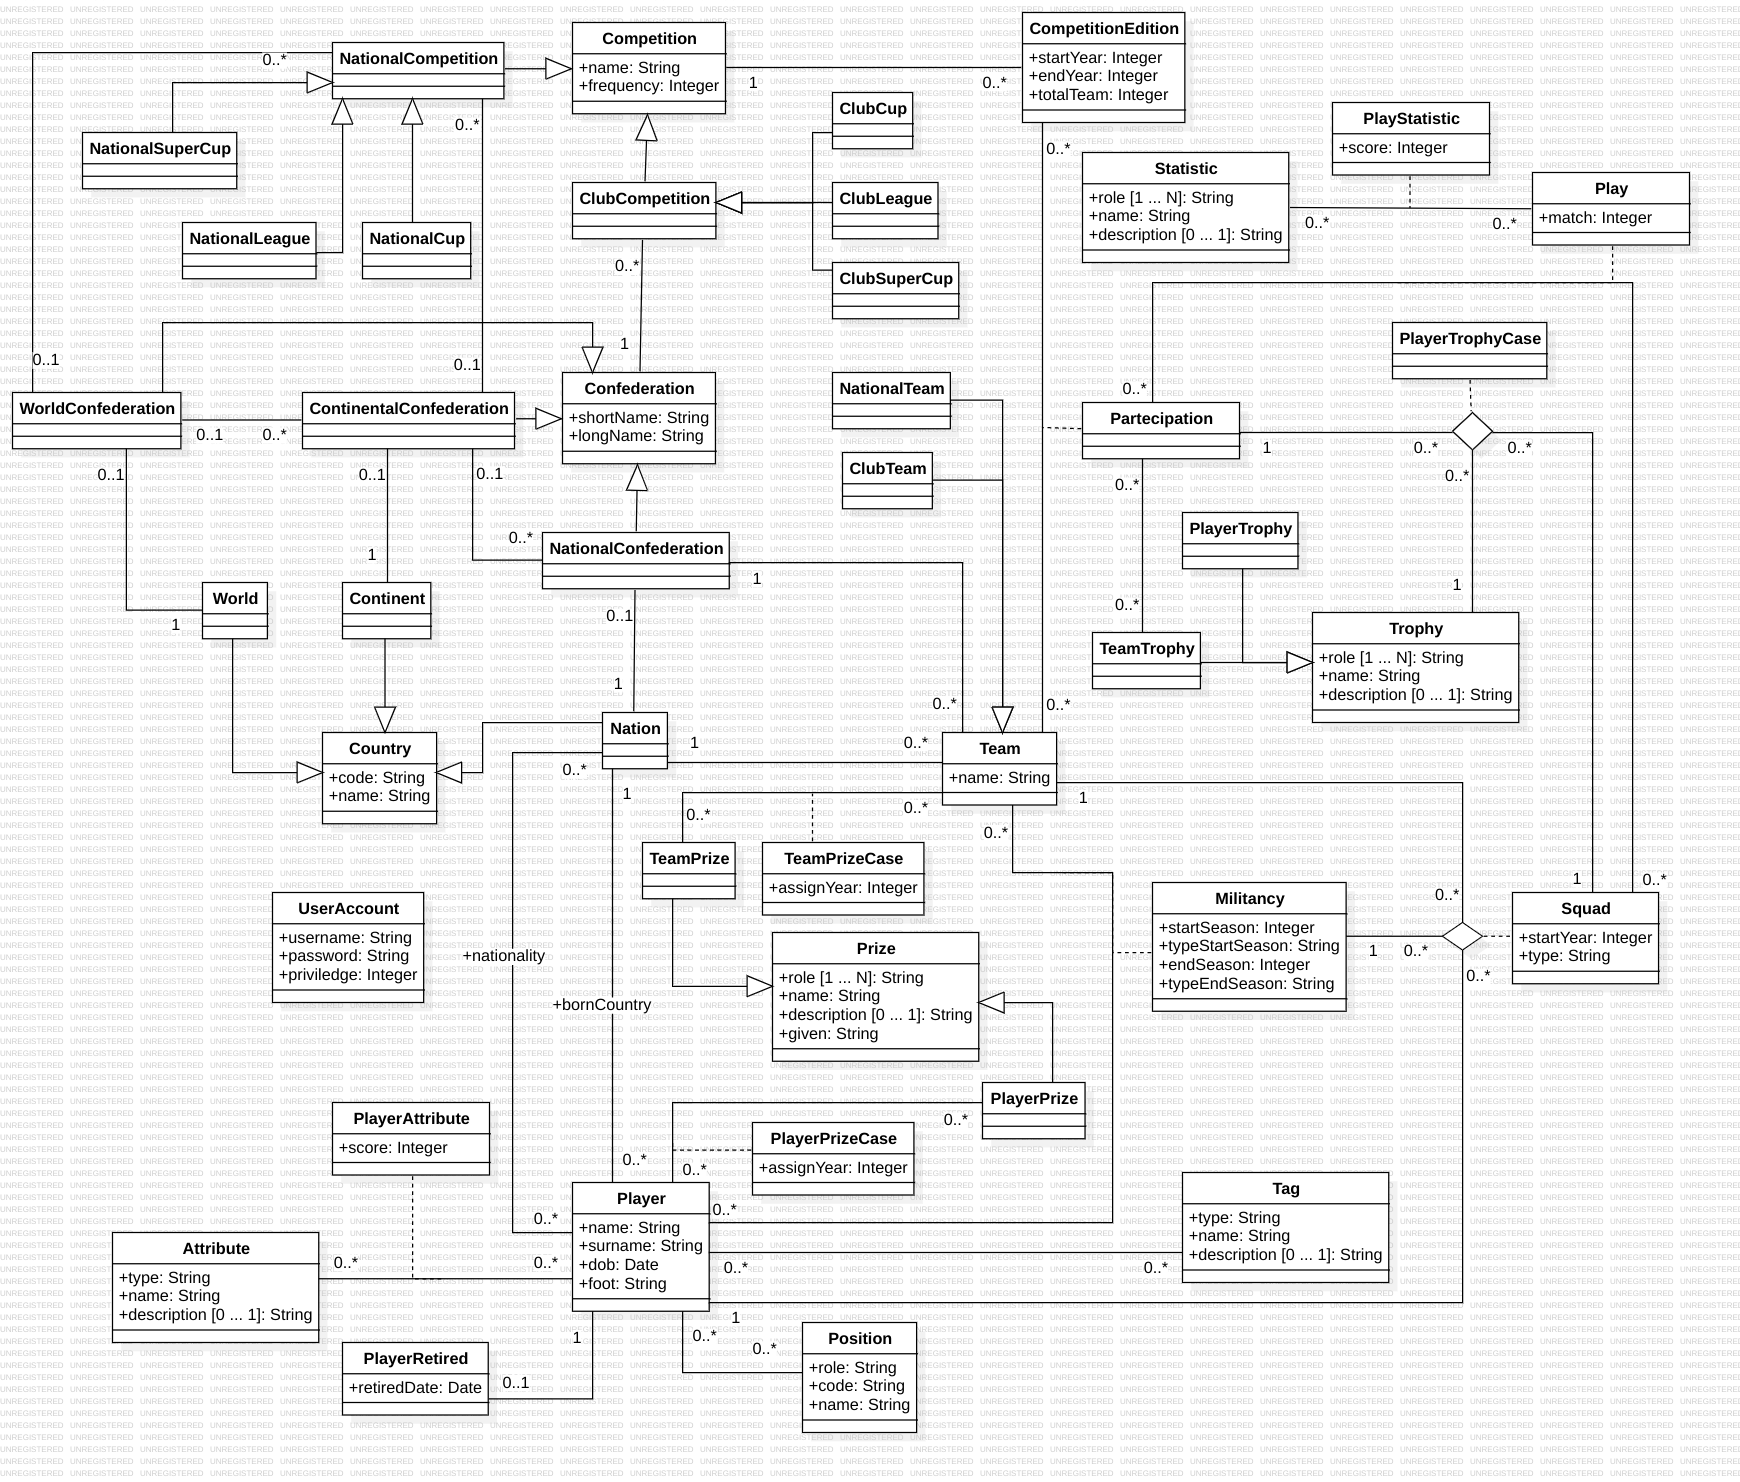 Competition
+name: String
+frequency: Integer
CompetitionEdition
+startYear: Integer
+endYear: Integer
+totalTeam: Integer
NationalCompetition
0..*
1
0..*
0..*
ClubCup
PlayStatistic
+score: Integer
NationalSuperCup
0..*
Statistic
+role [1 ... N]: String
+name: String
+description [0 ... 1]: String
ClubCompetition
ClubLeague
Play
+match: Integer
0..*
0..*
NationalLeague
NationalCup
0..*
ClubSuperCup
1
0..1
0..1
PlayerTrophyCase
Confederation
+shortName: String
+longName: String
NationalTeam
0..*
WorldConfederation
ContinentalConfederation
Partecipation
0..1
0..*
1
0..*
0..*
0..1
0..1
0..1
ClubTeam
0..*
0..*
PlayerTrophy
0..*
NationalConfederation
1
1
1
World
Continent
0..1
0..*
1
Trophy
+role [1 ... N]: String
+name: String
+description [0 ... 1]: String
TeamTrophy
1
0..*
0..*
Nation
1
0..*
Country
+code: String
+name: String
Team
+name: String
0..*
1
0..*
1
0..*
0..*
TeamPrize
TeamPrizeCase
+assignYear: Integer
1
0..*
0..*
UserAccount
+username: String
+password: String
+priviledge: Integer
Militancy
+startSeason: Integer
+typeStartSeason: String
+endSeason: Integer
+typeEndSeason: String
Squad
+startYear: Integer
+type: String
1
0..*
0..*
+nationality
Prize
+role [1 ... N]: String
+name: String
+description [0 ... 1]: String
+given: String
+bornCountry
PlayerPrize
0..*
PlayerAttribute
+score: Integer
PlayerPrizeCase
+assignYear: Integer
0..*
0..*
Player
+name: String
+surname: String
+dob: Date
+foot: String
0..*
0..*
Tag
+type: String
+name: String
+description [0 ... 1]: String
Attribute
+type: String
+name: String
+description [0 ... 1]: String
0..*
0..*
0..*
0..*
1
1
0..*
0..*
PlayerRetired
+retiredDate: Date
0..1
Position
+role: String
+code: String
+name: String
UNREGISTERED